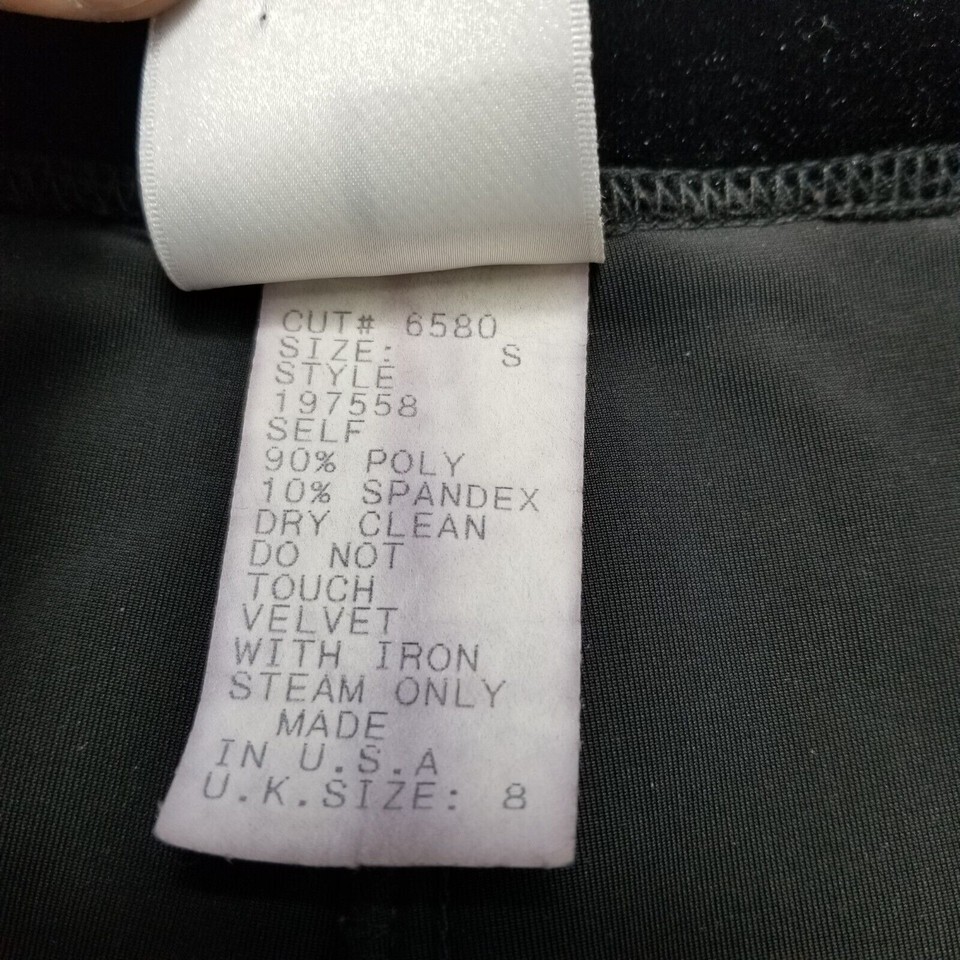 CUT# 6580
SIZE: S
STYLE
197558
SELF
90% POLY
10% SPANDEX
DRY CLEAN
DO NOT
TOUCH
VELVET
WITH IRON
STEAM ONLY
MADE
IN U.S.A
U.K.SIZE: 8